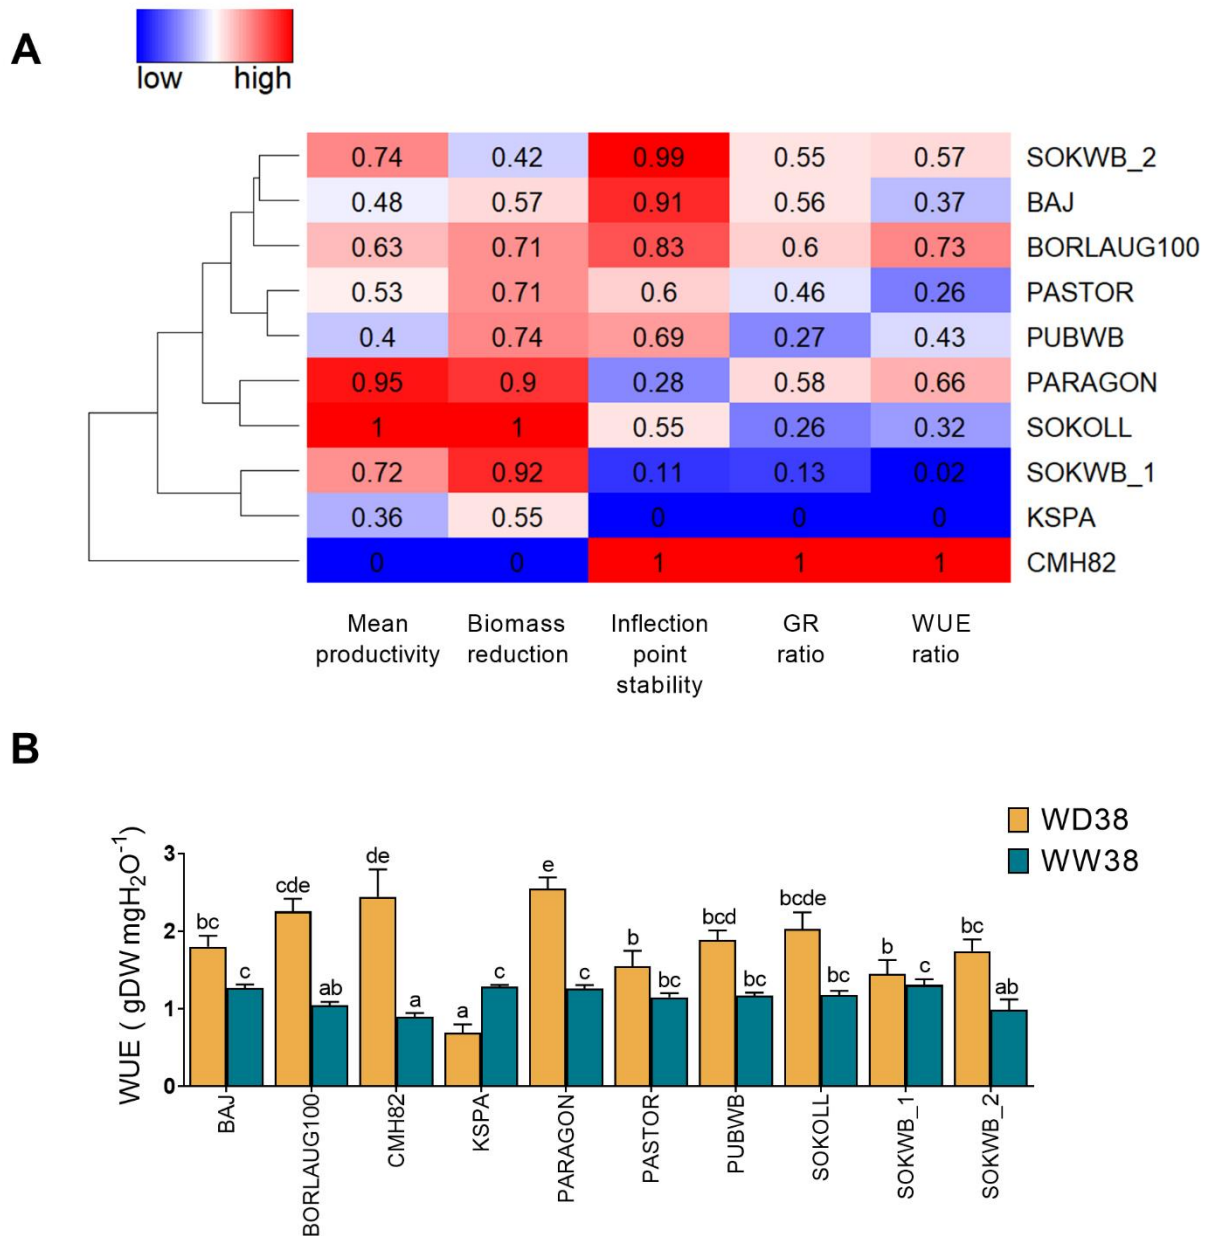 A
low high
0.74 0.42 0.99 0.55 0.57 SOKWB_2
0.48 0.57 0.91 0.56 0.37 BAJ
0.63 0.71 0.83 0.6 0.73 BORLAUG100
0.53 0.71 0.6 0.46 0.26 PASTOR
0.4 0.74 0.69 0.27 0.43 PUBWB
0.95 0.9 0.28 0.58 0.66 PARAGON
1 1 0.55 0.26 0.32 SOKOLL
0.72 0.92 0.11 0.13 0.02 SOKWB_1
0.36 0.55 0 0 0 KSPA
0 0 1 1 1 CMH82
Mean
productivity
Biomass
reduction
Inflection
point
stability
GR
ratio
WUE
ratio
B
WD38
WW38
WUE ( gDW mgH₂O⁻¹)
3
2
1
0
bc c
cde ab
de a
a c
e c
b bc
bcd bc
bcde bc
b c
bc ab
BAJ
BORLAUG100
CMH82
KSPA
PARAGON
PASTOR
PUBWB
SOKOLL
SOKWB_1
SOKWB_2